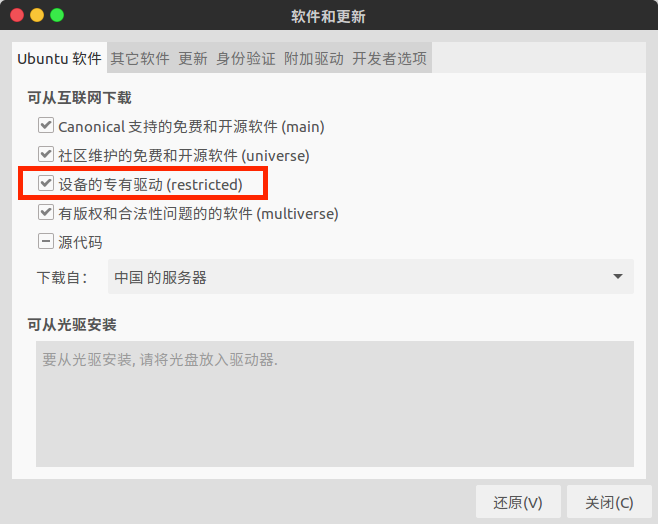 软件和更新
Ubuntu 软件 其它软件 更新 身份验证 附加驱动 开发者选项
可从互联网下载
Canonical 支持的免费和开源软件 (main)
社区维护的免费和开源软件 (universe)
设备的专有驱动 (restricted)
有版权和合法性问题的的软件 (multiverse)
源代码
下载自： 中国 的服务器
可从光驱安装
要从光驱安装, 请将光盘放入驱动器.
还原(V) 关闭(C)